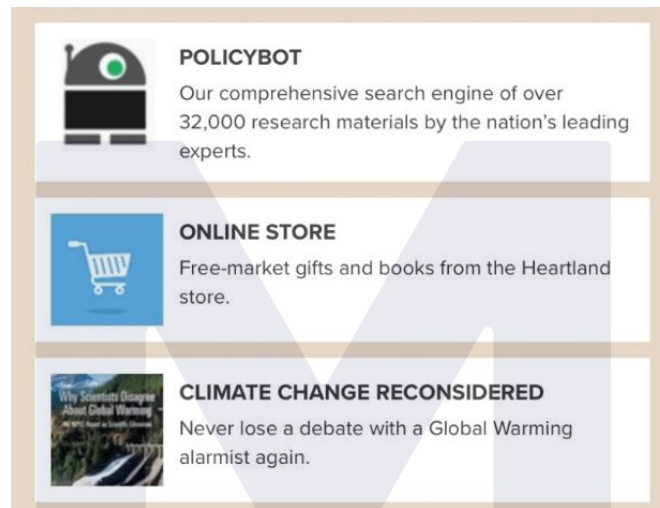 POLICYBOT
Our comprehensive search engine of over
32,000 research materials by the nation's leading
experts.
ONLINE STORE
Free-market gifts and books from the Heartland
store.
Why Scientists Disagree
About Global Warming
CLIMATE CHANGE RECONSIDERED
Never lose a debate with a Global Warming
alarmist again.